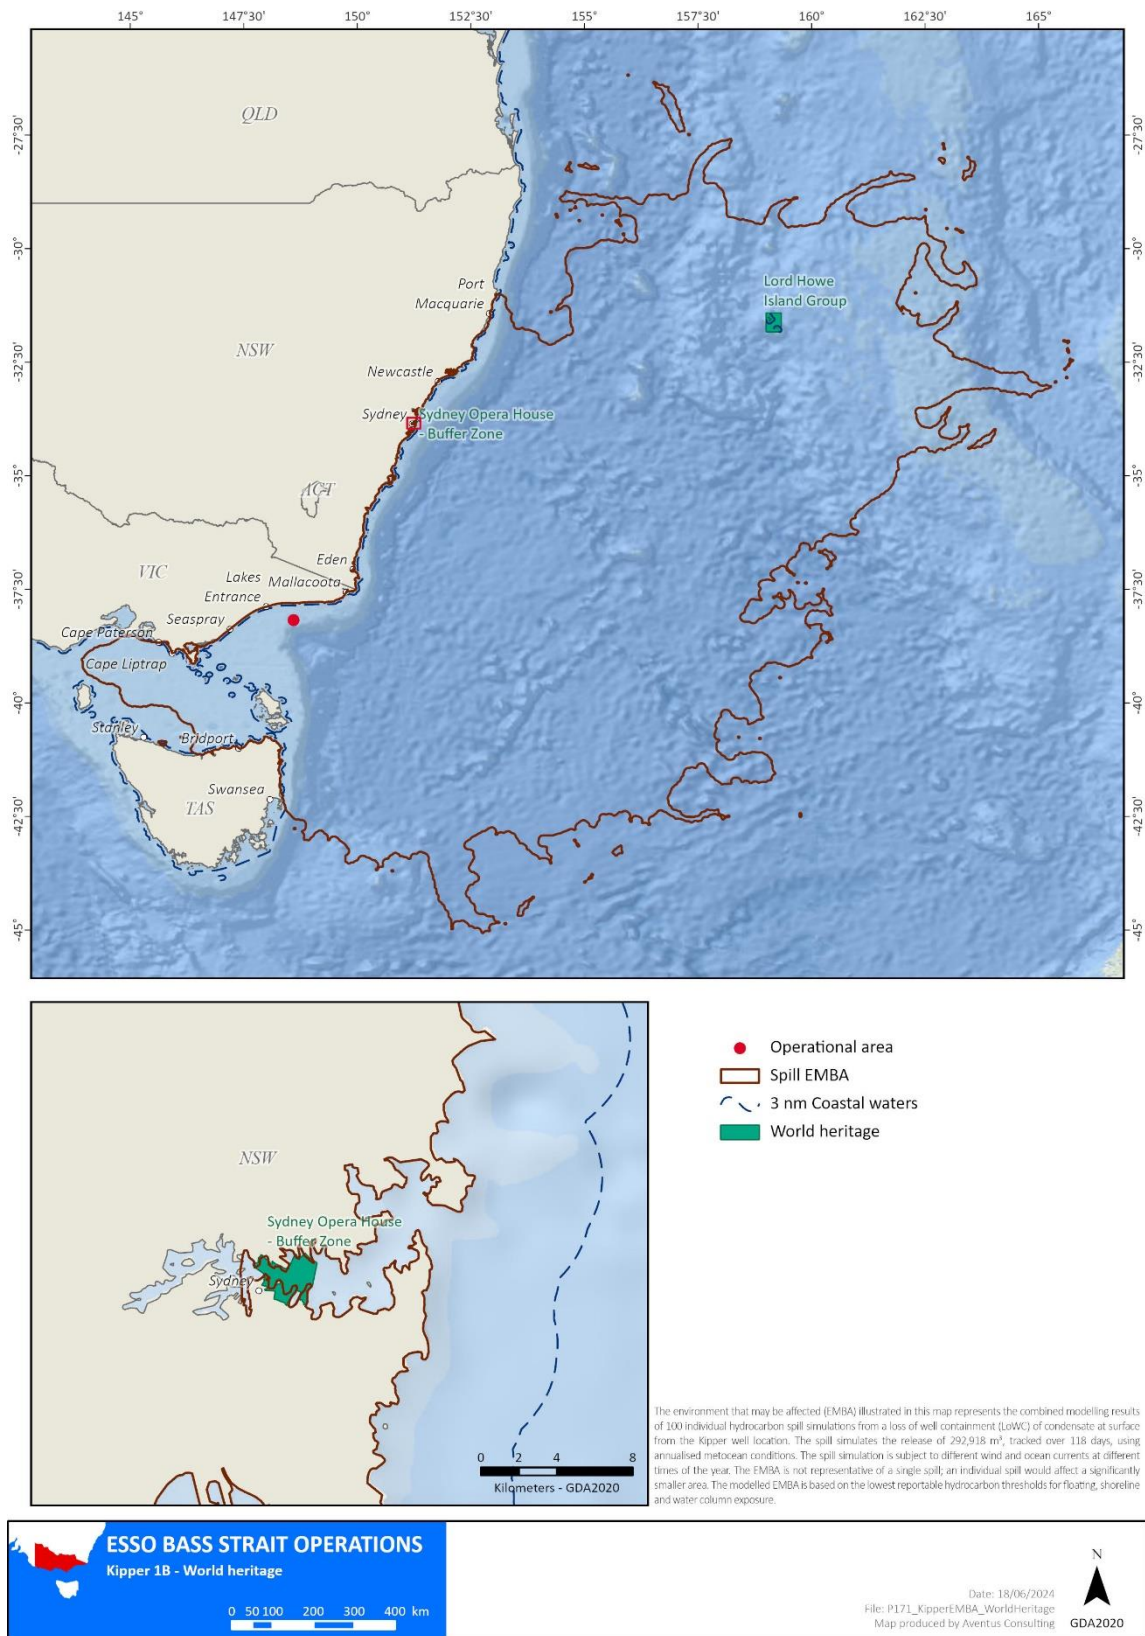 145°
147°30'
150°
152°30'
155°
157°30'
160°
162°30'
165°
-27°30'
-30°
-32°30'
-35°
-37°30'
-40°
-42°30'
-45°
-27°30'
-30°
-32°30'
-35°
-37°30'
-40°
-42°30'
-45°
QLD
Port
Macquarie
Lord Howe
Island Group
NSW
Newcastle
Sydney
Sydney Opera House
- Buffer Zone
ACT
Eden
VIC
Lakes
Entrance
Mallacoota
Seaspray
Cape Paterson
Cape Liptrap
Stanley
Bridport
Swansea
TAS
NSW
Sydney Opera House
- Buffer Zone
Sydney
0 2 4 8
Kilometers - GDA2020
Operational area
Spill EMBA
3 nm Coastal waters
World heritage
The environment that may be affected (EMBA) illustrated in this map represents the combined modelling results
of 100 individual hydrocarbon spill simulations from a loss of well containment (LoWC) of condensate at surface
from the Kipper well location. The spill simulates the release of 292,918 m³, tracked over 118 days, using
annualised metocean conditions. The spill simulation is subject to different wind and ocean currents at different
times of the year. The EMBA is not representative of a single spill; an individual spill would affect a significantly
smaller area. The modelled EMBA is based on the lowest reportable hydrocarbon thresholds for floating, shoreline
and water column exposure.
ESSO BASS STRAIT OPERATIONS
Kipper 1B - World heritage
0 50 100 200 300 400 km
Date: 18/06/2024
File: P171_KipperEMBA_WorldHeritage
Map produced by Aventus Consulting
N
GDA2020